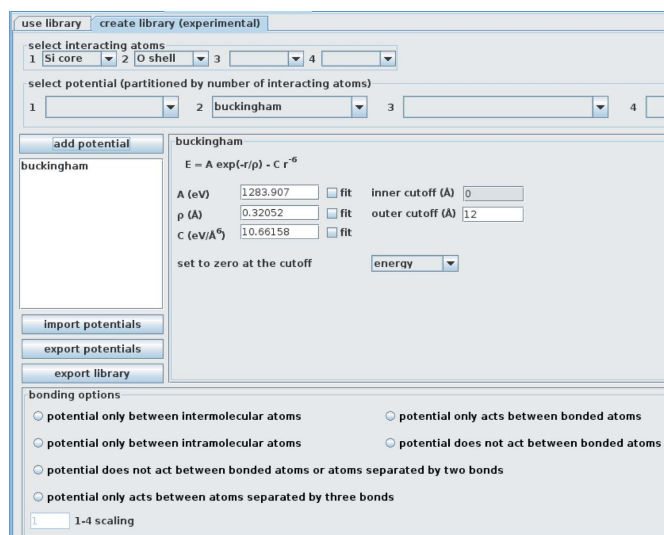 use library create library (experimental)
select interacting atoms
1 Si core 2 O shell 3 4
select potential (partitioned by number of interacting atoms)
1 2 buckingham 3 4
add potential
buckingham
import potentials
export potentials
export library
buckingham
E = A exp(-r/ρ) - C r⁻⁶
A (eV) 1283.907 fit inner cutoff (Å) 0
ρ (Å) 0.32052 fit outer cutoff (Å) 12
C (eV/Å⁶) 10.66158 fit
set to zero at the cutoff energy
bonding options
potential only between intermolecular atoms potential only acts between bonded atoms
potential only between intramolecular atoms potential does not act between bonded atoms
potential does not act between bonded atoms or atoms separated by two bonds
potential only acts between atoms separated by three bonds
1 1-4 scaling